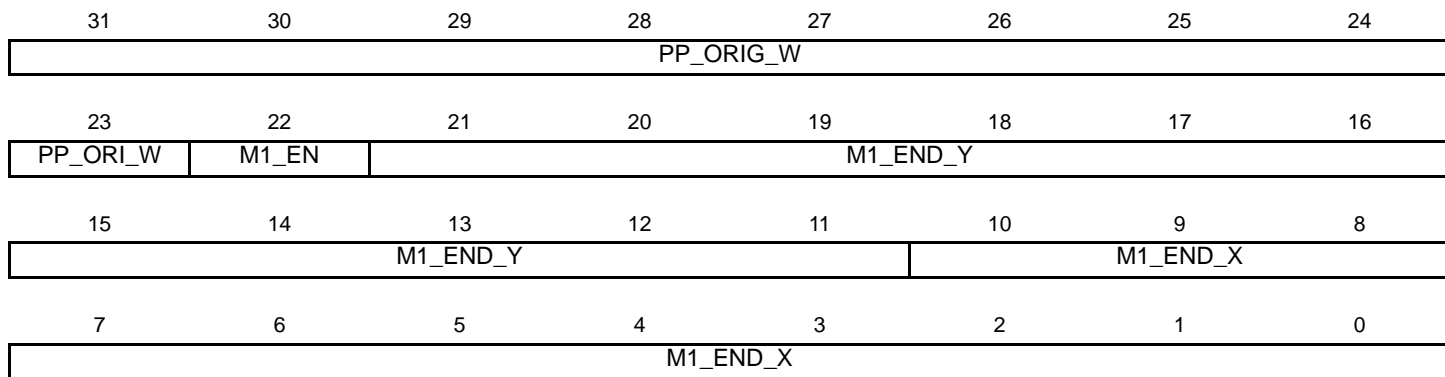 31 30 29 28 27 26 25 24
PP_ORIG_W
23 22 21 20 19 18 17 16
PP_ORI_W M1_EN M1_END_Y
15 14 13 12 11 10 9 8
M1_END_Y M1_END_X
7 6 5 4 3 2 1 0
M1_END_X